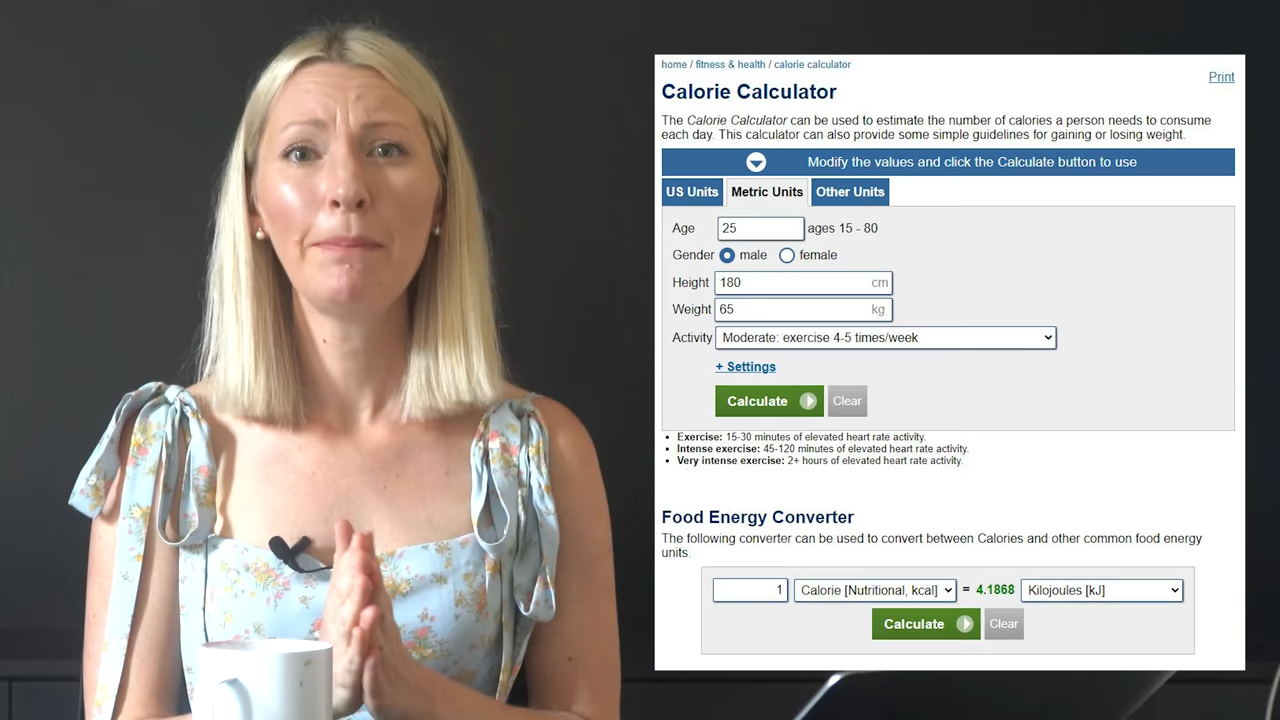 home / fitness & health / calorie calculator
Print
Calorie Calculator
The Calorie Calculator can be used to estimate the number of calories a person needs to consume
each day. This calculator can also provide some simple guidelines for gaining or losing weight.
Modify the values and click the Calculate button to use
US Units Metric Units Other Units
Age 25 ages 15 - 80
Gender male female
Height 180 cm
Weight 65 kg
Activity Moderate: exercise 4-5 times/week
+ Settings
Calculate Clear
Exercise: 15-30 minutes of elevated heart rate activity.
Intense exercise: 45-120 minutes of elevated heart rate activity.
Very intense exercise: 2+ hours of elevated heart rate activity.
Food Energy Converter
The following converter can be used to convert between Calories and other common food energy
units.
1 Calorie [Nutritional, kcal] = 4.1868 Kilojoules [kJ]
Calculate Clear